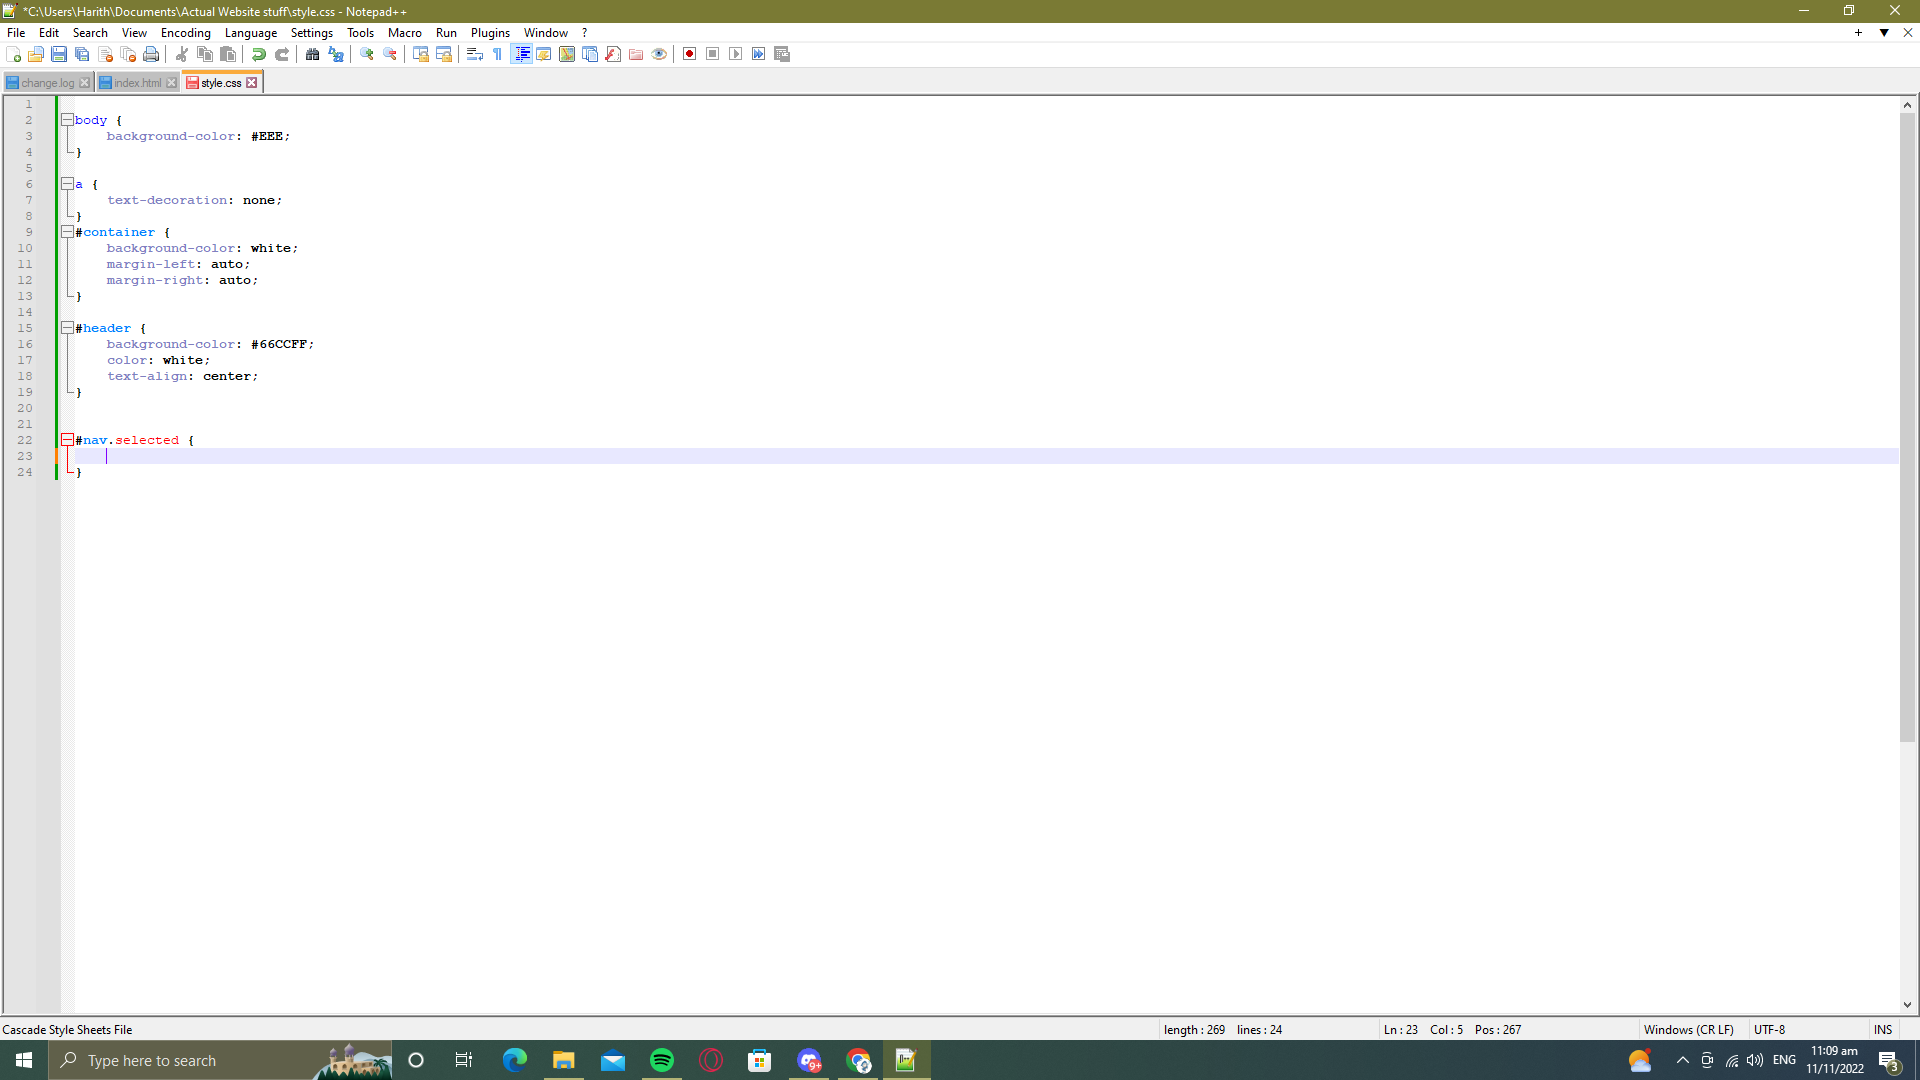 *C:\Users\Harith\Documents\Actual Website stuff\style.css - Notepad++
File Edit Search View Encoding Language Settings Tools Macro Run Plugins Window ?
change.log index.html style.css
1
2 body {
3 background-color: #EEE;
4 }
5
6 a {
7 text-decoration: none;
8 }
9 #container {
10 background-color: white;
11 margin-left: auto;
12 margin-right: auto;
13 }
14
15 #header {
16 background-color: #66CCFF;
17 color: white;
18 text-align: center;
19 }
20
21
22 #nav.selected {
23
24 }
Cascade Style Sheets File length : 269 lines : 24 Ln : 23 Col : 5 Pos : 267 Windows (CR LF) UTF-8 INS
Type here to search 9+ ENG 11:09 am
11/11/2022 3